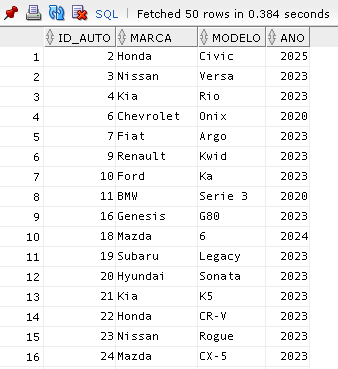 SQL | Fetched 50 rows in 0.384 seconds
ID_AUTO MARCA MODELO ANO
1 2 Honda Civic 2025
2 3 Nissan Versa 2023
3 4 Kia Rio 2023
4 6 Chevrolet Onix 2020
5 7 Fiat Argo 2023
6 9 Renault Kwid 2023
7 10 Ford Ka 2023
8 11 BMW Serie 3 2020
9 16 Genesis G80 2023
10 18 Mazda 6 2024
11 19 Subaru Legacy 2023
12 20 Hyundai Sonata 2023
13 21 Kia K5 2023
14 22 Honda CR-V 2023
15 23 Nissan Rogue 2023
16 24 Mazda CX-5 2023